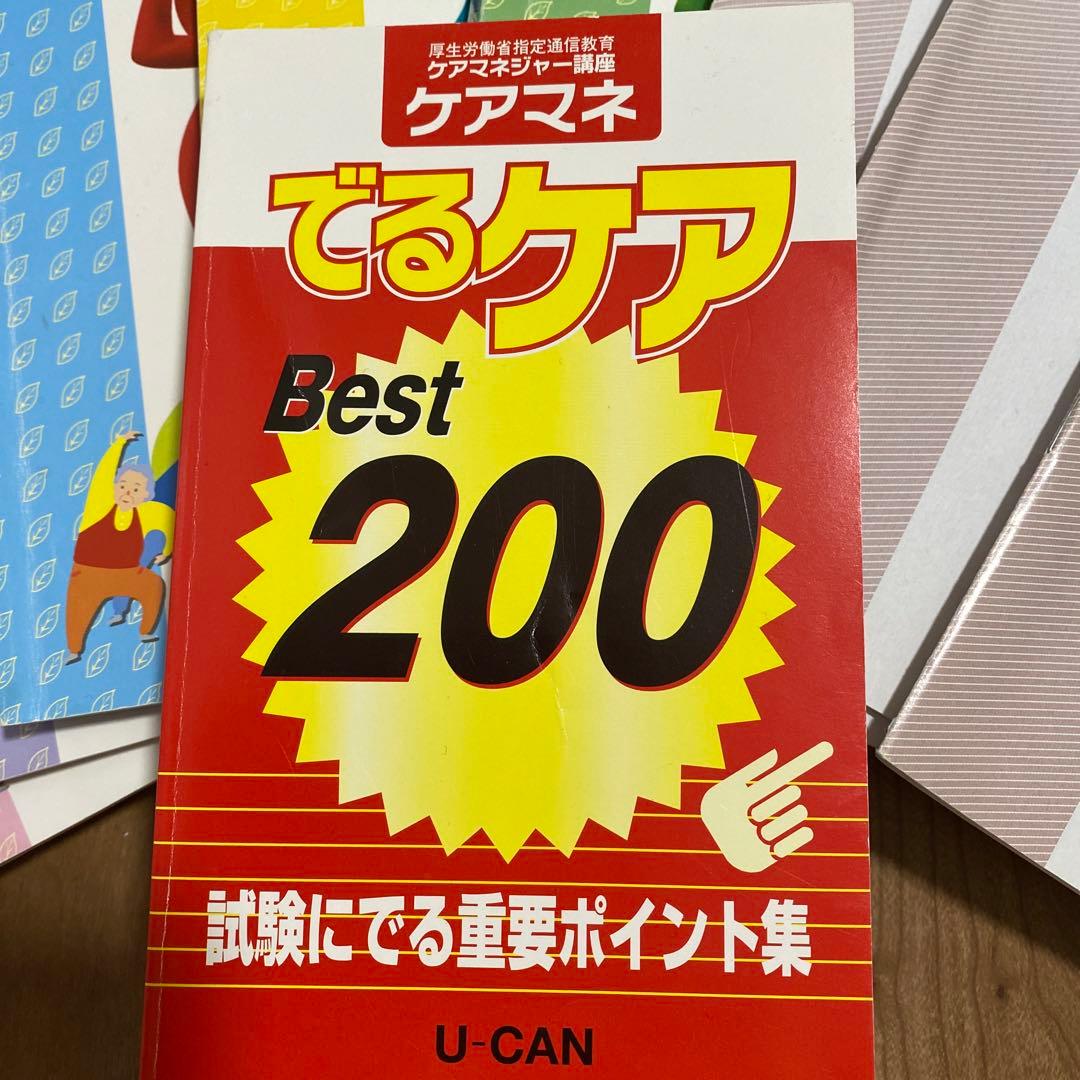 厚生労働省指定通信教育
ケアマネジャー講座
ケアマネ
でるケア
Best
200
試験にでる重要ポイント集
U-CAN